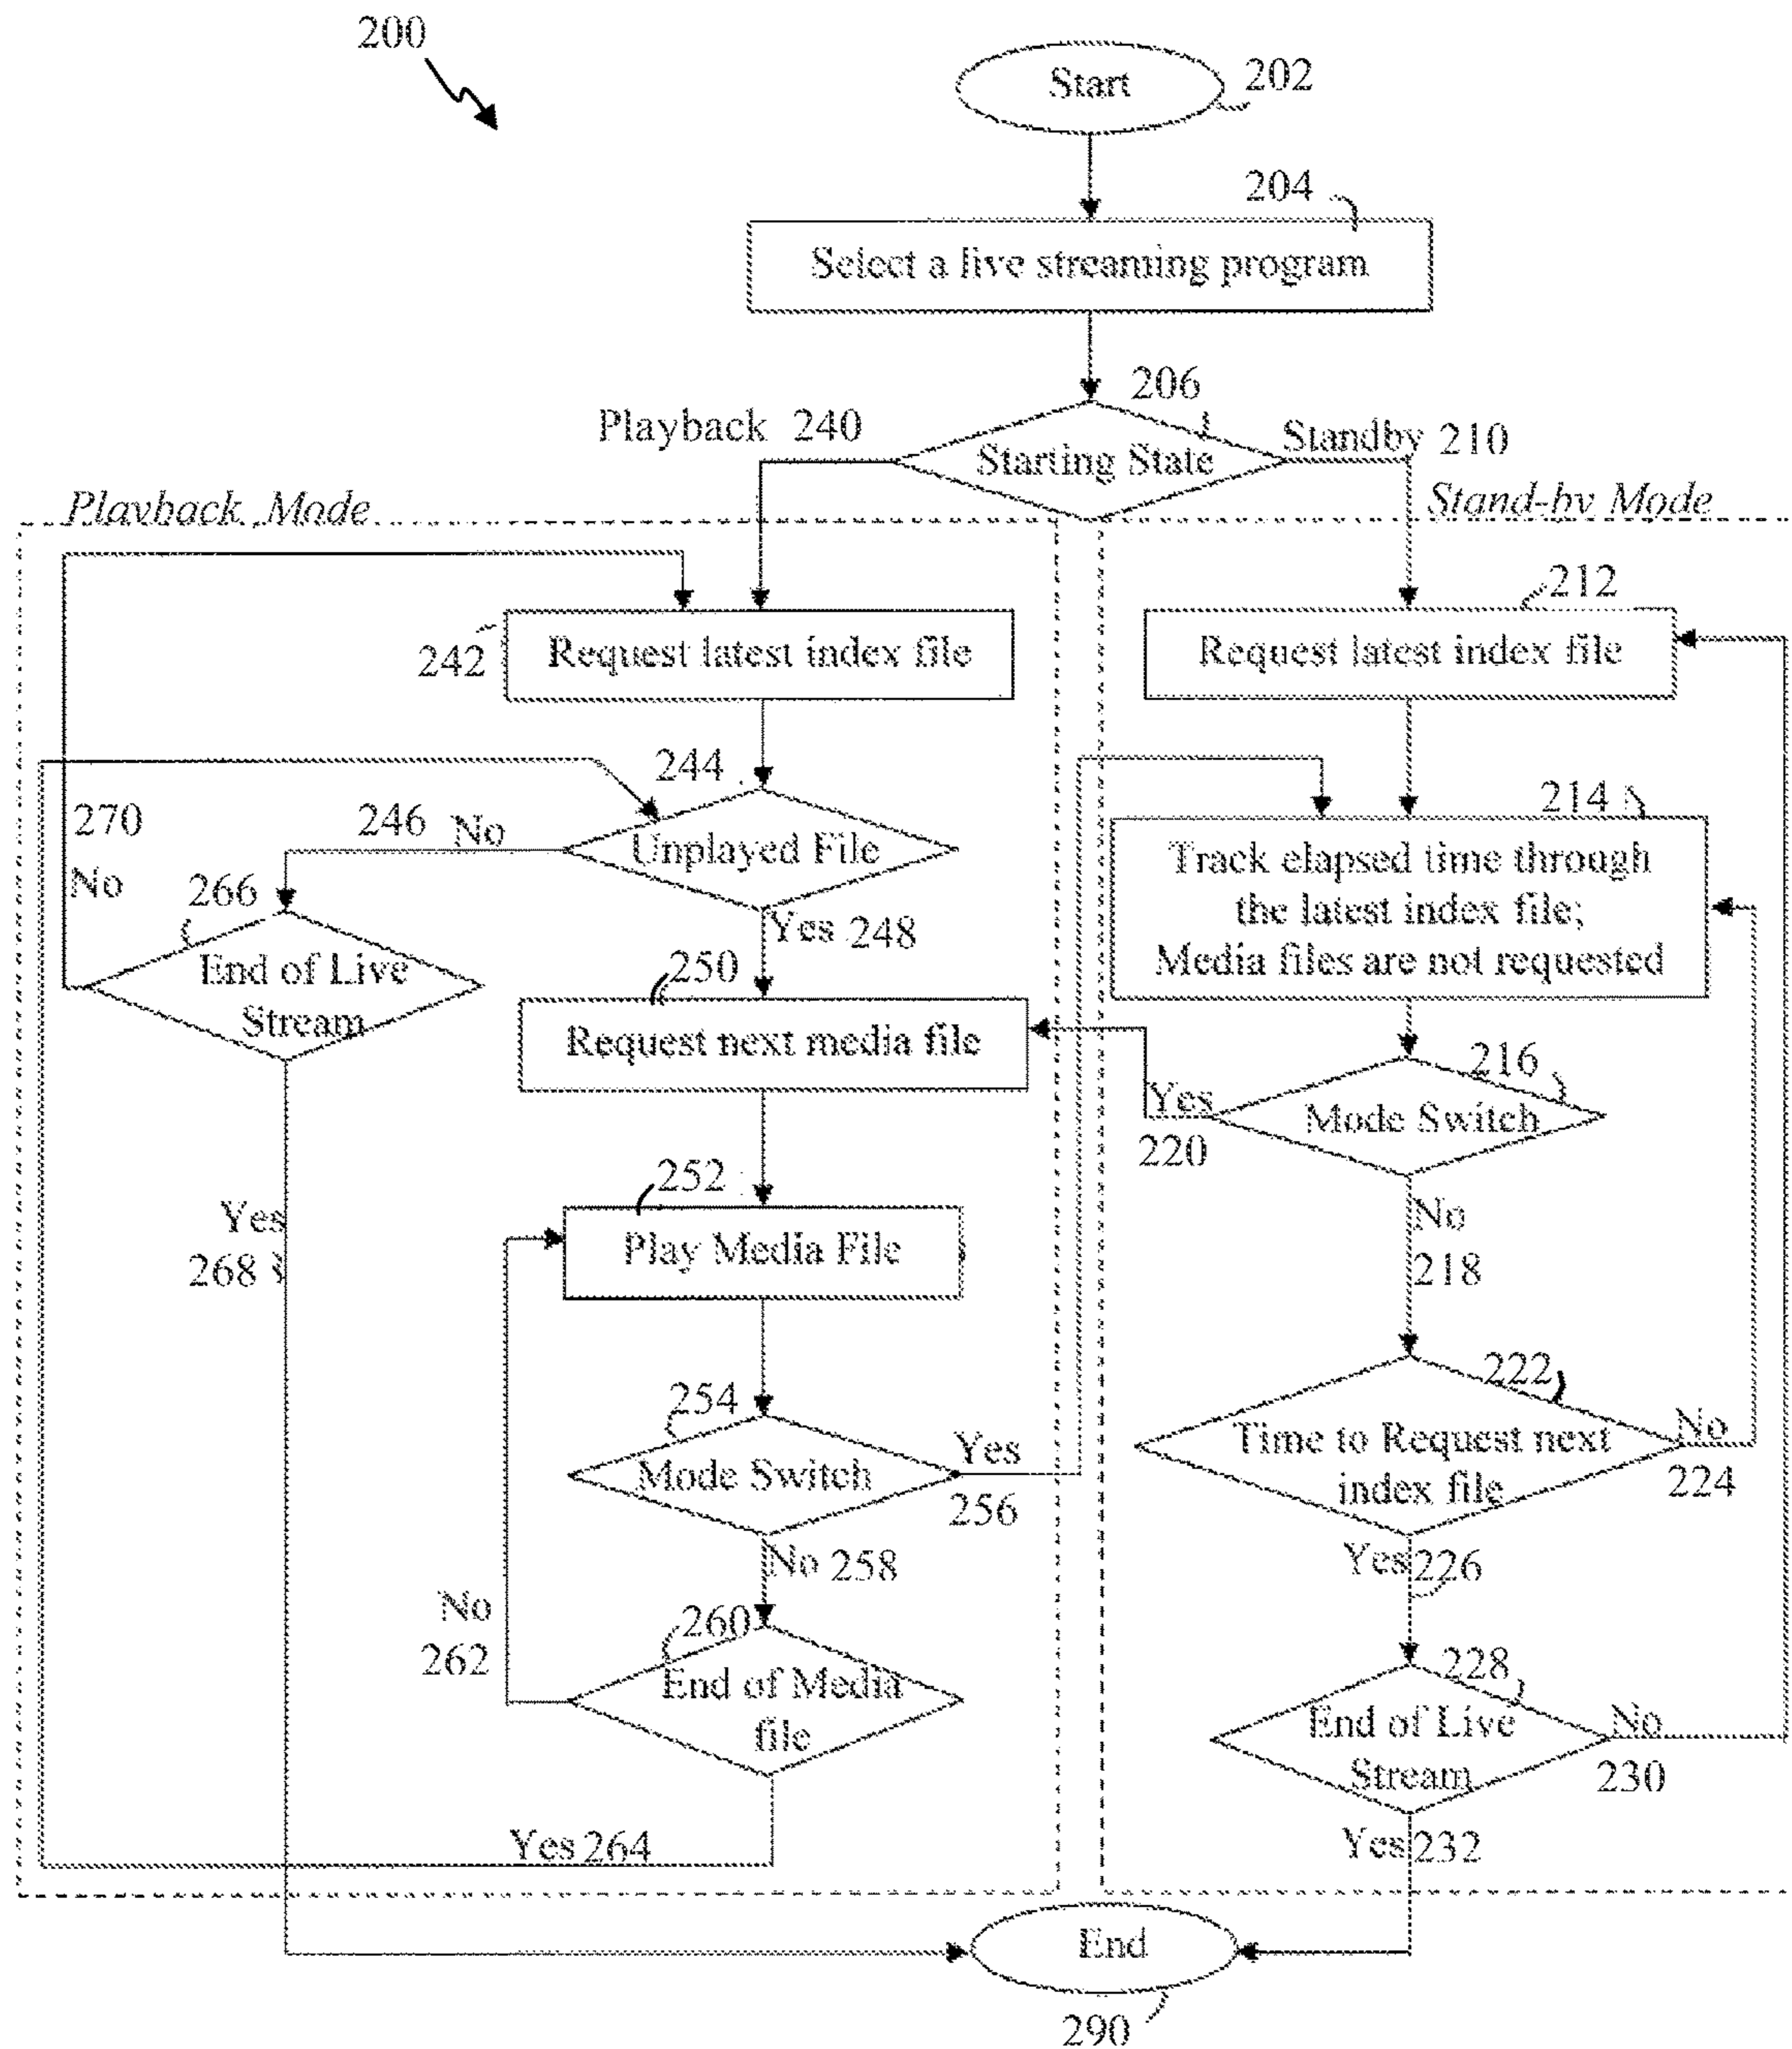 200
Start
202
204
Select a live streaming program
206
Playback 240
Starting State
Standby 210
Playback Mode
Stand-by Mode
242
Request latest index file
212
Request latest index file
244
270
No
246 No
Unplayed File
Yes 248
266
End of Live
Stream
214
Track elapsed time through
the latest index file;
Media files are not requested
250
Request next media file
216
Mode Switch
Yes
220
No
218
252
Play Media File
Yes
268
254
Mode Switch
Yes
256
No 258
222
Time to Request next
index file
No
224
Yes 226
No
262
260
End of Media
file
Yes 264
228
End of Live
Stream
No
230
Yes 232
End
290